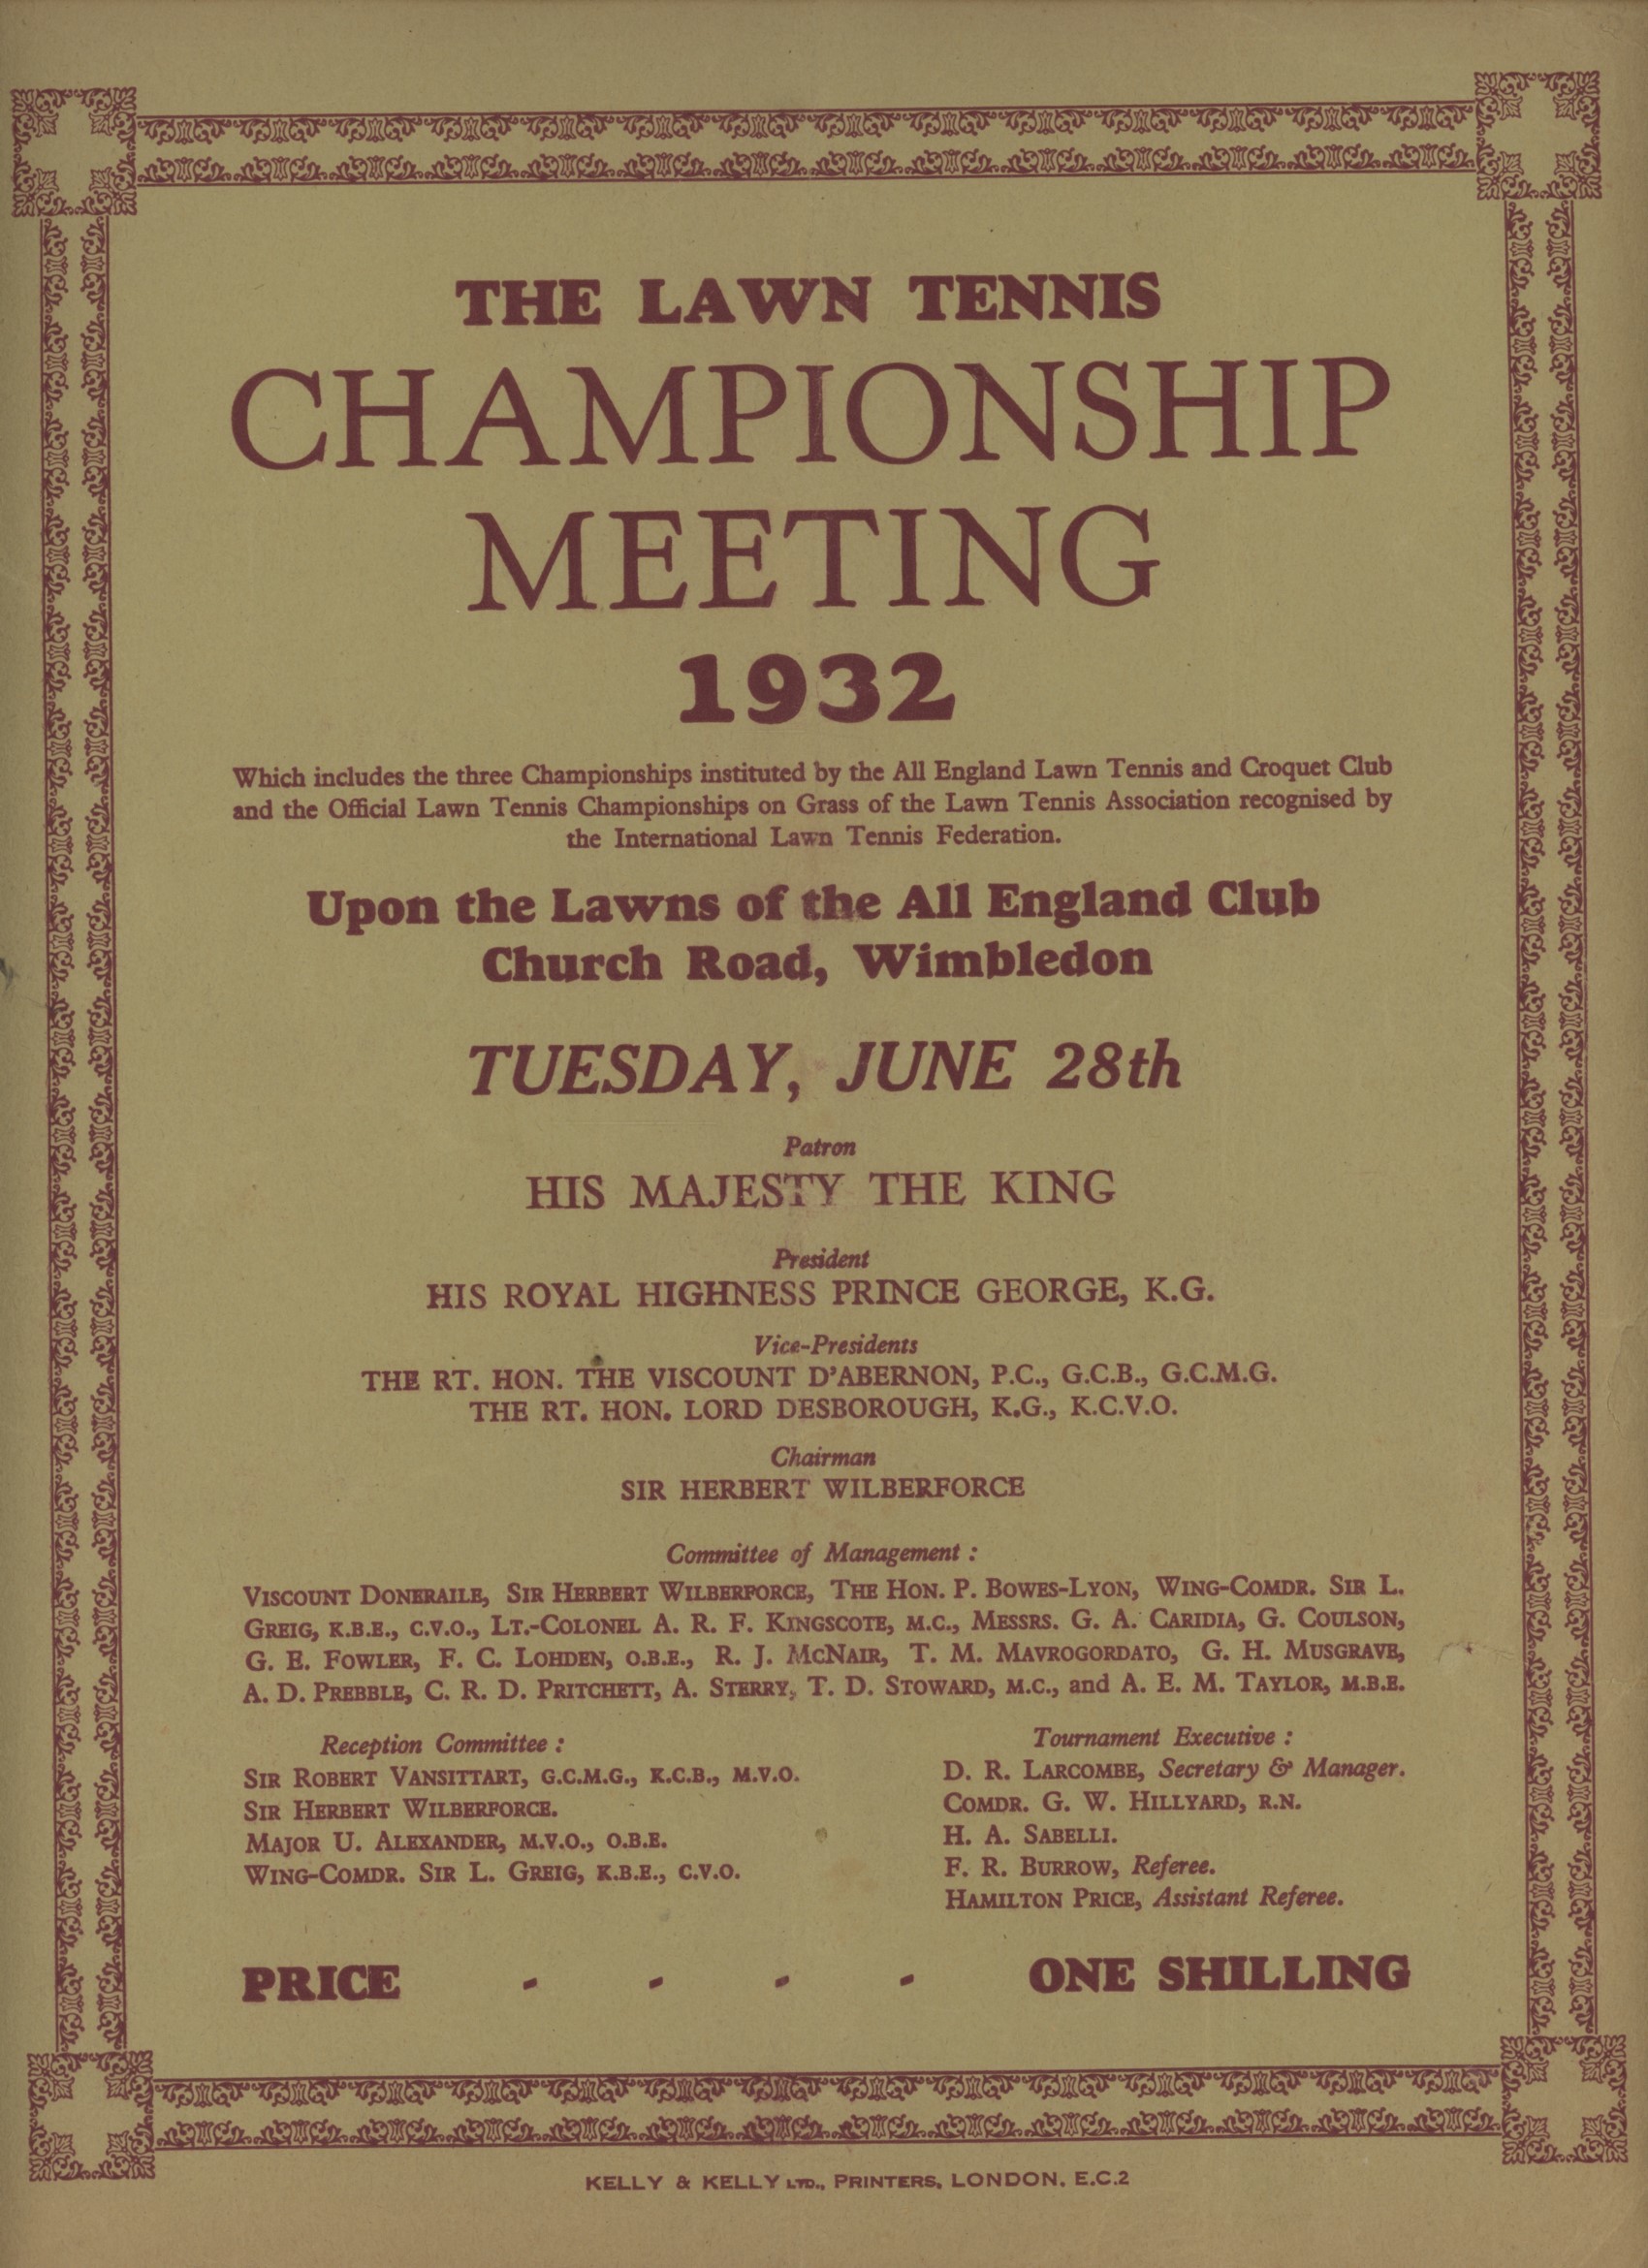 THE LAWN TENNIS
CHAMPIONSHIP
MEETING
1932
Which includes the three Championships instituted by the All England Lawn Tennis and Croquet Club
and the Official Lawn Tennis Championships on Grass of the Lawn Tennis Association recognised by
the International Lawn Tennis Federation.
Upon the Lawns of the All England Club
Church Road, Wimbledon
TUESDAY, JUNE 28th
Patron
HIS MAJESTY THE KING
President
HIS ROYAL HIGHNESS PRINCE GEORGE, K.G.
Vice-Presidents
THE RT. HON. THE VISCOUNT D'ABERNON, P.C., G.C.B., G.C.M.G.
THE RT. HON. LORD DESBOROUGH, K.G., K.C.V.O.
Chairman
SIR HERBERT WILBERFORCE
Committee of Management :
VISCOUNT DONERAILE, SIR HERBERT WILBERFORCE, THE HON. P. BOWES-LYON, WING-COMDR. SIR L.
GREIG, K.B.E., C.V.O., LT.-COLONEL A. R. F. KINGSCOTE, M.C., MESSRS. G. A. CARIDIA, G. COULSON,
G. E. FOWLER, F. C. LOHDEN, O.B.E., R. J. MCNAIR, T. M. MAVROGORDATO, G. H. MUSGRAVE,
A. D. PREBBLE, C. R. D. PRITCHETT, A. STERRY, T. D. STOWARD, M.C., and A. E. M. TAYLOR, M.B.E.
Reception Committee :
SIR ROBERT VANSITTART, G.C.M.G., K.C.B., M.V.O.
SIR HERBERT WILBERFORCE.
MAJOR U. ALEXANDER, M.V.O., O.B.E.
WING-COMDR. SIR L. GREIG, K.B.E., C.V.O.
Tournament Executive :
D. R. LARCOMBE, Secretary & Manager.
COMDR. G. W. HILLYARD, R.N.
H. A. SABELLI.
F. R. BURROW, Referee.
HAMILTON PRICE, Assistant Referee.
PRICE - - - - ONE SHILLING
KELLY & KELLY LTD., PRINTERS, LONDON, E.C.2